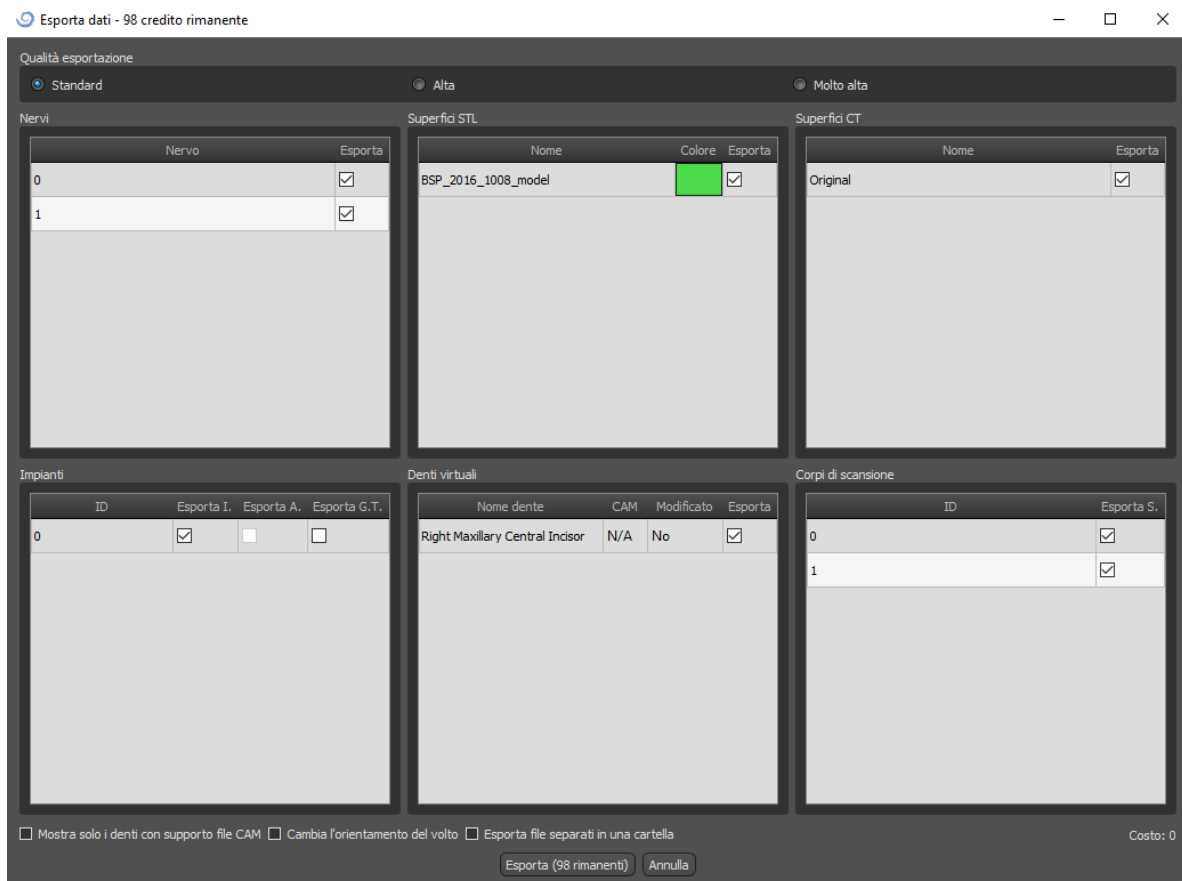 Esporta dati - 98 credito rimanente
Qualità esportazione
Standard
Alta
Molto alta
Nervi
Superfici STL
Superfici CT
Nervo Esporta
Nome Colore Esporta
Nome Esporta
0
BSP_2016_1008_model
Original
1
Impianti
Denti virtuali
Corpi di scansione
ID Esporta I. Esporta A. Esporta G.T.
Nome dente CAM Modificato Esporta
ID Esporta S.
0
Right Maxillary Central Incisor N/A No
0
1
Mostra solo i denti con supporto file CAM Cambia l'orientamento del volto Esporta file separati in una cartella
Costo: 0
Esporta (98 rimanenti) Annulla